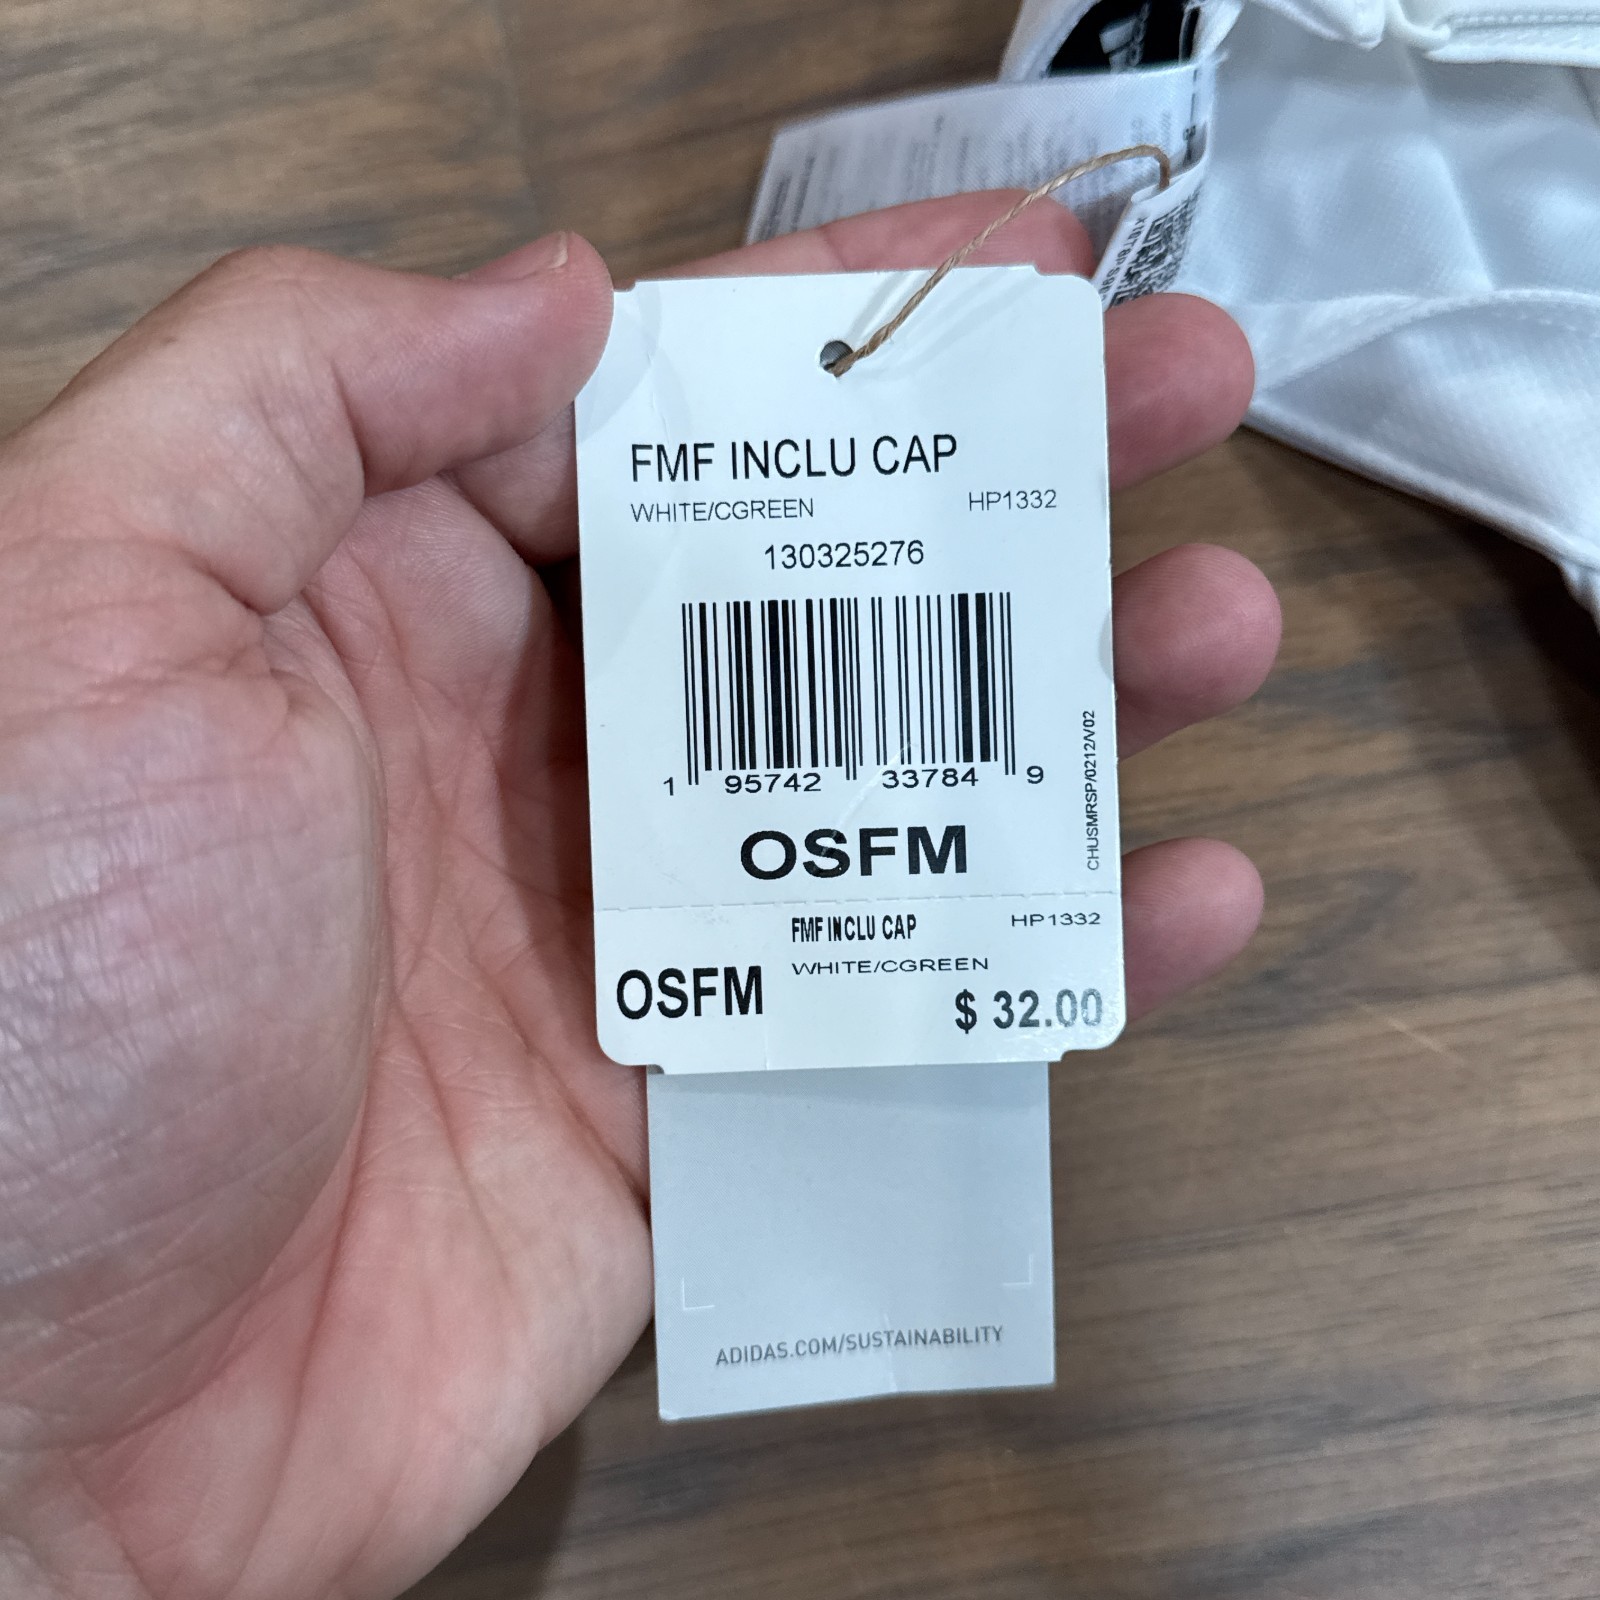 FMF INCLU CAP
WHITE/CGREEN HP1332
130325276
1 95742 33784 9
CHUSMRSP/0212/V02
OSFM
FMF INCLU CAP HP1332
WHITE/CGREEN
OSFM
$ 32.00
ADIDAS.COM/SUSTAINABILITY